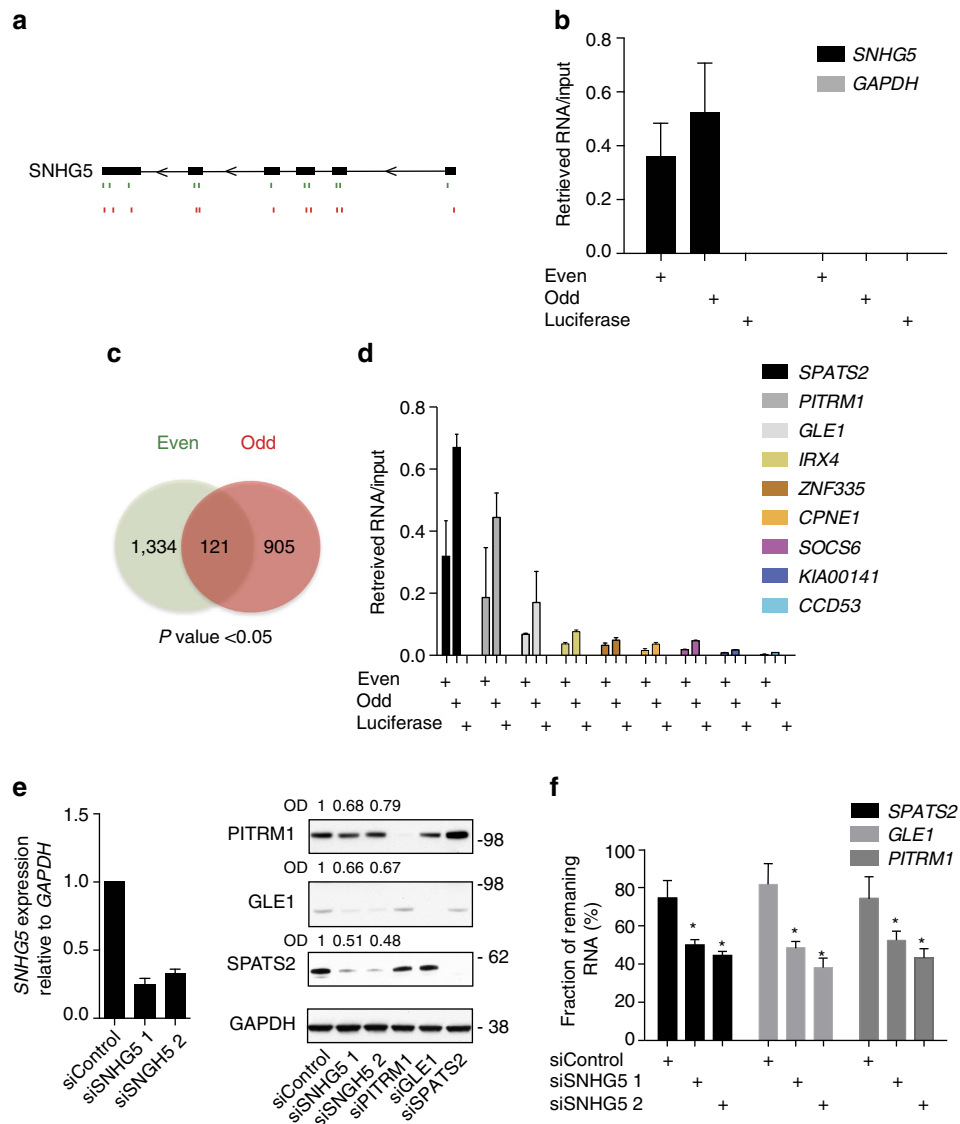 a
SNHG5
b
Retrieved RNA/input
0.8
0.6
0.4
0.2
0.0
SNHG5
GAPDH
Even + +
Odd + +
Luciferase + +
c
Even Odd
1,334 121 905
P value <0.05
d
Retreived RNA/input
0.8
0.6
0.4
0.2
0.0
SPATS2
PITRM1
GLE1
IRX4
ZNF335
CPNE1
SOCS6
KIA00141
CCD53
Even + + + + + + + + +
Odd + + + + + + + + +
Luciferase + + + + + + + + +
e
SNHG5 expression
relative to GAPDH
1.5
1.0
0.5
0.0
siControl
siSNHG5 1
siSNGH5 2
OD 1 0.68 0.79
PITRM1 -98
OD 1 0.66 0.67
-98
GLE1
OD 1 0.51 0.48
- 62
SPATS2
GAPDH - 38
siControl
siSNHG5 1
siSNGH5 2
siPITRM1
siGLE1
siSPATS2
f
Fraction of remaining
RNA (%)
100
80
60
40
20
0
SPATS2
GLE1
PITRM1
* * * * * *
siControl + + +
siSNHG5 1 + + +
siSNHG5 2 + + +